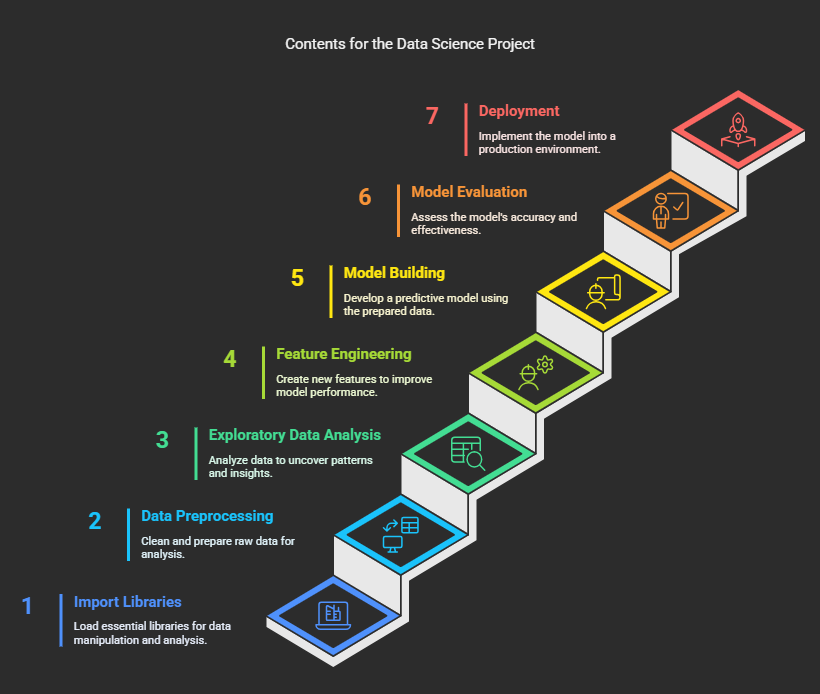 Contents for the Data Science Project
7
Deployment
Implement the model into a
production environment.
6
Model Evaluation
Assess the model's accuracy and
effectiveness.
5
Model Building
Develop a predictive model using
the prepared data.
4
Feature Engineering
Create new features to improve
model performance.
3
Exploratory Data Analysis
Analyze data to uncover patterns
and insights.
2
Data Preprocessing
Clean and prepare raw data for
analysis.
1
Import Libraries
Load essential libraries for data
manipulation and analysis.